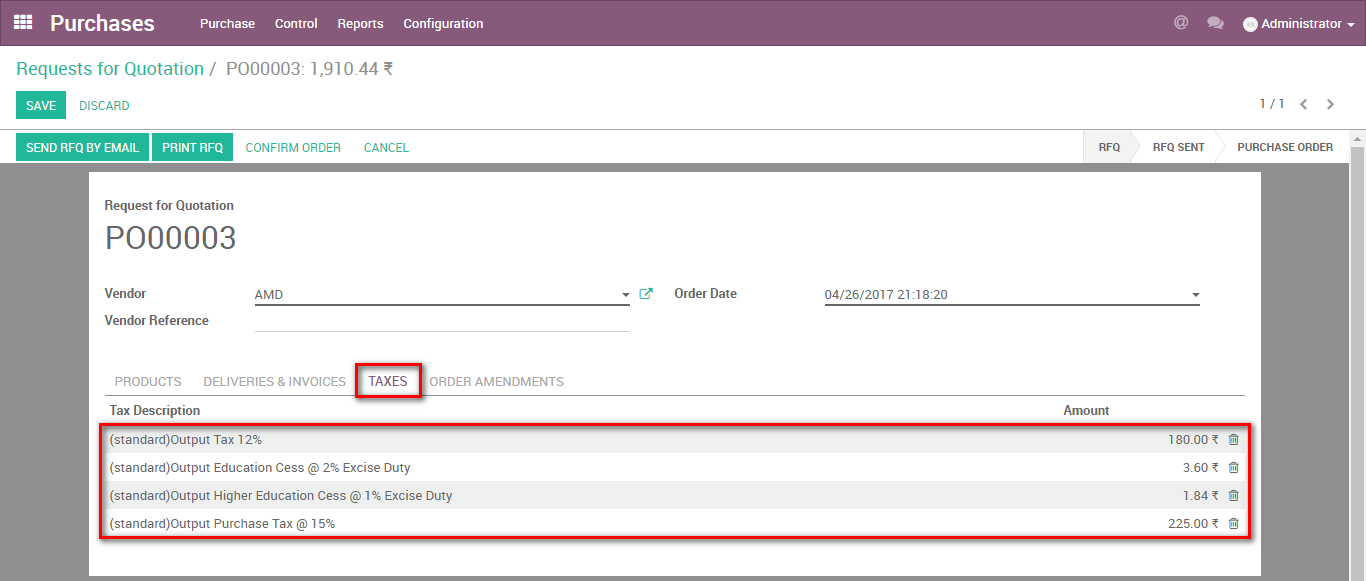 Purchases Purchase Control Reports Configuration @ Administrator
Requests for Quotation / PO00003: 1,910.44 ₹
SAVE DISCARD 1 / 1
SEND RFQ BY EMAIL PRINT RFQ CONFIRM ORDER CANCEL RFQ RFQ SENT PURCHASE ORDER
Request for Quotation
PO00003
Vendor AMD Order Date 04/26/2017 21:18:20
Vendor Reference
PRODUCTS DELIVERIES & INVOICES TAXES ORDER AMENDMENTS
Tax Description Amount
(standard)Output Tax 12% 180.00 ₹
(standard)Output Education Cess @ 2% Excise Duty 3.60 ₹
(standard)Output Higher Education Cess @ 1% Excise Duty 1.84 ₹
(standard)Output Purchase Tax @ 15% 225.00 ₹